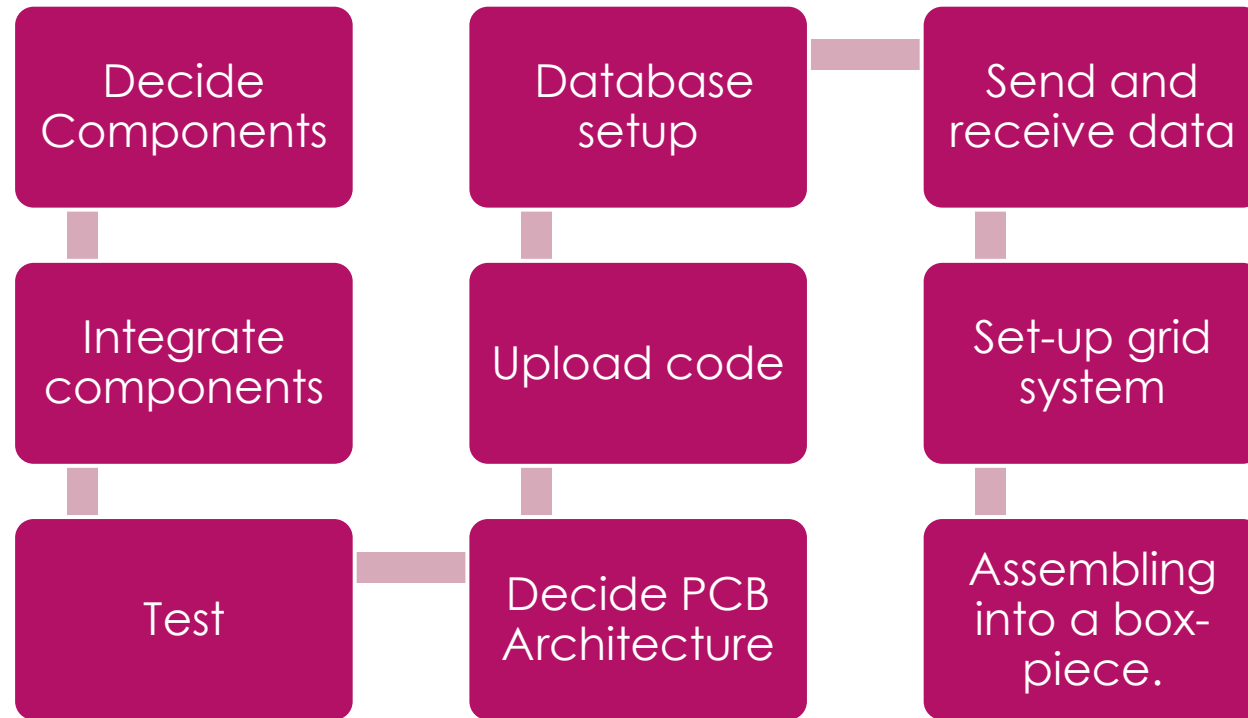 Decide
Components
Integrate
components
Test
Decide PCB
Architecture
Upload code
Database
setup
Send and
receive data
Set-up grid
system
Assembling
into a box-
piece.